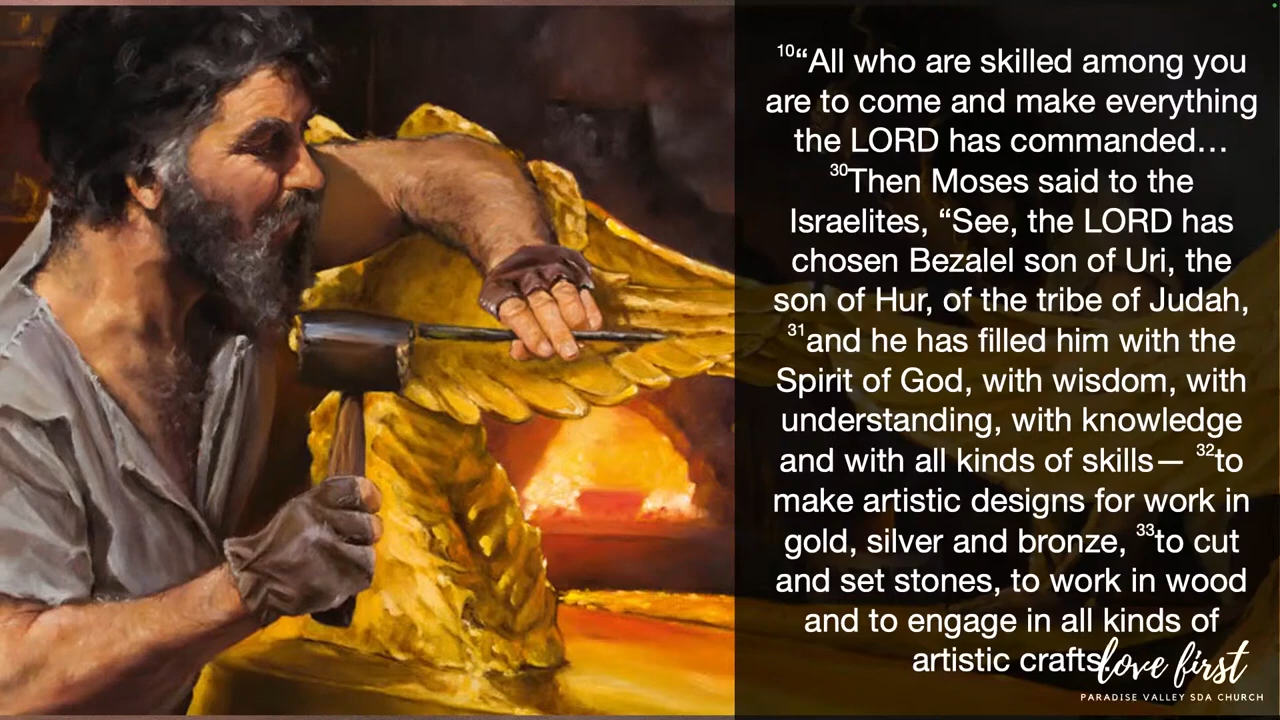 10“All who are skilled among you
are to come and make everything
the LORD has commanded…
30Then Moses said to the
Israelites, “See, the LORD has
chosen Bezalel son of Uri, the
son of Hur, of the tribe of Judah,
31and he has filled him with the
Spirit of God, with wisdom, with
understanding, with knowledge
and with all kinds of skills— 32to
make artistic designs for work in
gold, silver and bronze, 33to cut
and set stones, to work in wood
and to engage in all kinds of
artistic crafts.
love first
PARADISE VALLEY SDA CHURCH